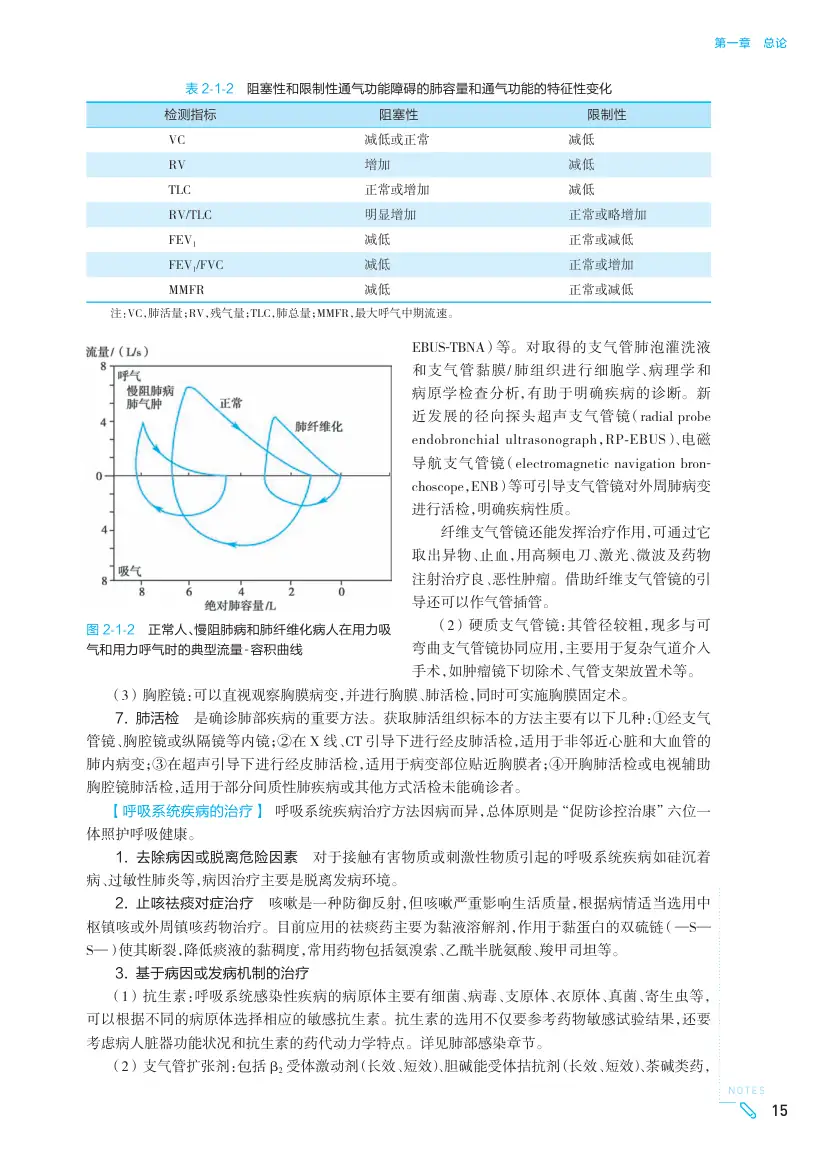 第一章　总论
表 2-1-2　阻塞性和限制性通气功能障碍的肺容量和通气功能的特征性变化
检测指标　阻塞性　限制性
VC　减低或正常　减低
RV　增加　减低
TLC　正常或增加　减低
RV/TLC　明显增加　正常或略增加
FEV₁　减低　正常或减低
FEV₁/FVC　减低　正常或增加
MMFR　减低　正常或减低
注:VC,肺活量;RV,残气量;TLC,肺总量;MMFR,最大呼气中期流速。
流量/（L/s）
8
呼气
慢阻肺病
肺气肿
正常
4
肺纤维化
0
4
吸气
8
8　6　4　2　0
绝对肺容量/L
图 2-1-2　正常人、慢阻肺病和肺纤维化病人在用力吸
气和用力呼气时的典型流量-容积曲线
EBUS-TBNA）等。对取得的支气管肺泡灌洗液
和支气管黏膜/肺组织进行细胞学、病理学和
病原学检查分析,有助于明确疾病的诊断。新
近发展的径向探头超声支气管镜（radial probe
endobronchial ultrasonograph,RP-EBUS）、电磁
导航支气管镜（electromagnetic navigation bron-
choscope,ENB）等可引导支气管镜对外周肺病变
进行活检,明确疾病性质。
纤维支气管镜还能发挥治疗作用,可通过它
取出异物、止血,用高频电刀、激光、微波及药物
注射治疗良、恶性肿瘤。借助纤维支气管镜的引
导还可以作气管插管。
（2）硬质支气管镜:其管径较粗,现多与可
弯曲支气管镜协同应用,主要用于复杂气道介入
手术,如肿瘤镜下切除术、气管支架放置术等。
（3）胸腔镜:可以直视观察胸膜病变,并进行胸膜、肺活检,同时可实施胸膜固定术。
7. 肺活检　是确诊肺部疾病的重要方法。获取肺活组织标本的方法主要有以下几种:①经支气
管镜、胸腔镜或纵隔镜等内镜;②在 X 线、CT 引导下进行经皮肺活检,适用于非邻近心脏和大血管的
肺内病变;③在超声引导下进行经皮肺活检,适用于病变部位贴近胸膜者;④开胸肺活检或电视辅助
胸腔镜肺活检,适用于部分间质性肺疾病或其他方式活检未能确诊者。
【呼吸系统疾病的治疗】 呼吸系统疾病治疗方法因病而异,总体原则是“促防诊控治康”六位一
体照护呼吸健康。
1. 去除病因或脱离危险因素　对于接触有害物质或刺激性物质引起的呼吸系统疾病如硅沉着
病、过敏性肺炎等,病因治疗主要是脱离发病环境。
2. 止咳祛痰对症治疗　咳嗽是一种防御反射,但咳嗽严重影响生活质量,根据病情适当选用中
枢镇咳或外周镇咳药物治疗。目前应用的祛痰药主要为黏液溶解剂,作用于黏蛋白的双硫链（—S—
S—）使其断裂,降低痰液的黏稠度,常用药物包括氨溴索、乙酰半胱氨酸、羧甲司坦等。
3. 基于病因或发病机制的治疗
（1）抗生素:呼吸系统感染性疾病的病原体主要有细菌、病毒、支原体、衣原体、真菌、寄生虫等,
可以根据不同的病原体选择相应的敏感抗生素。抗生素的选用不仅要参考药物敏感试验结果,还要
考虑病人脏器功能状况和抗生素的药代动力学特点。详见肺部感染章节。
（2）支气管扩张剂:包括 β₂ 受体激动剂（长效、短效）、胆碱能受体拮抗剂（长效、短效）、茶碱类药,
NOTES
15